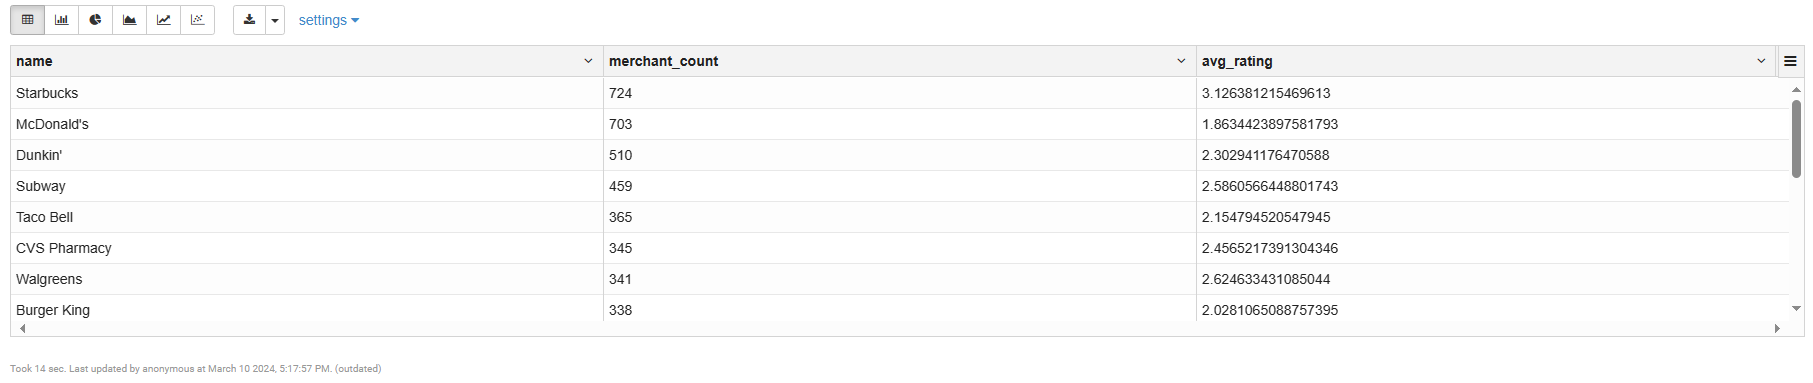 settings
name merchant_count avg_rating
Starbucks 724 3.126381215469613
McDonald's 703 1.8634423897581793
Dunkin' 510 2.302941176470588
Subway 459 2.5860566448801743
Taco Bell 365 2.154794520547945
CVS Pharmacy 345 2.4565217391304346
Walgreens 341 2.624633431085044
Burger King 338 2.0281065088757395
Took 14 sec. Last updated by anonymous at March 10 2024, 5:17:57 PM. (outdated)